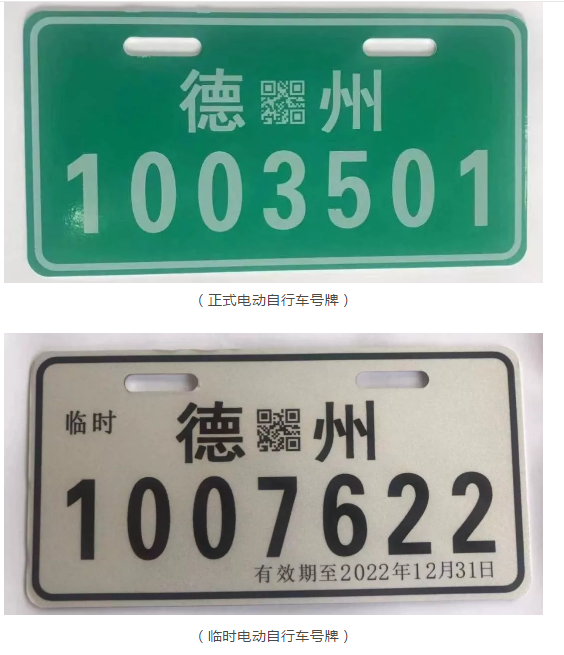 德 州
1003501
（正式电动自行车号牌）
临时
德 州
1007622
有效期至2022年12月31日
（临时电动自行车号牌）